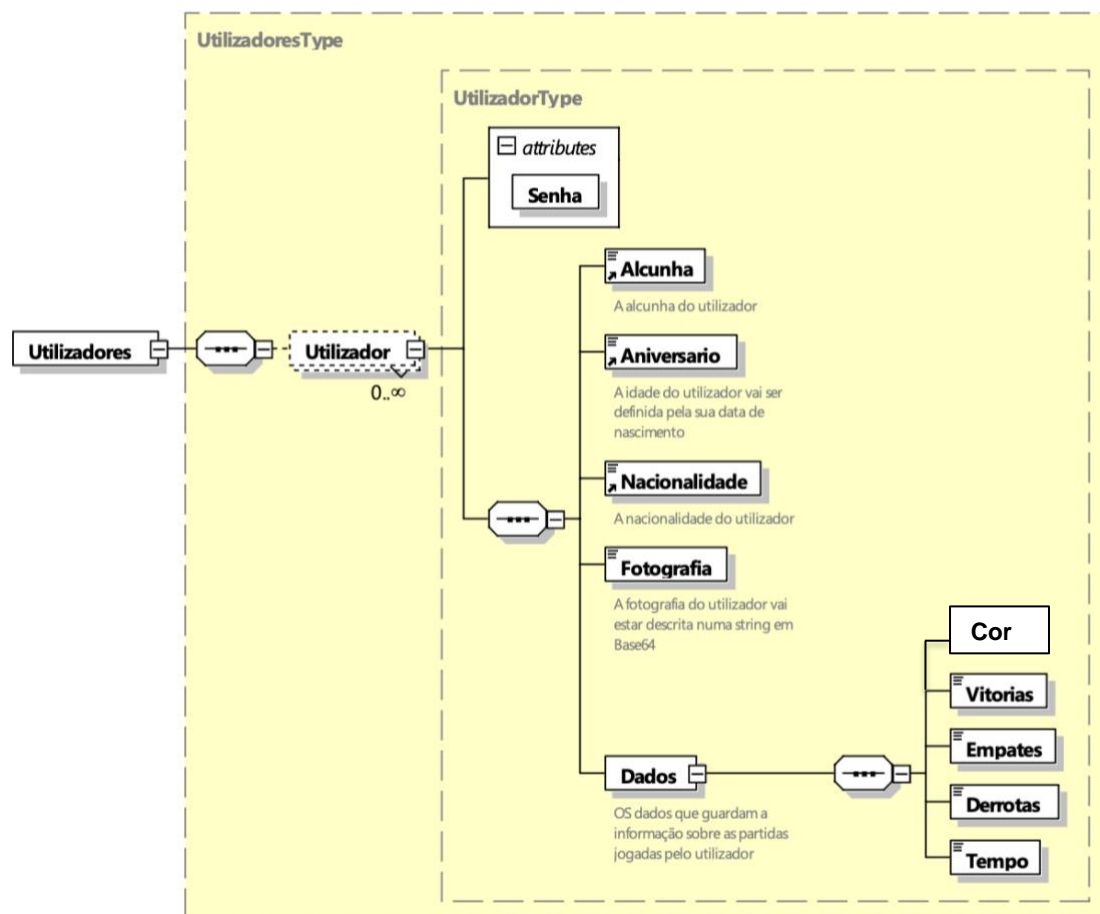 UtilizadoresType
UtilizadorType
attributes
Senha
Alcunha
A alcunha do utilizador
Utilizadores
Utilizador
0..∞
Aniversario
A idade do utilizador vai ser
definida pela sua data de
nascimento
Nacionalidade
A nacionalidade do utilizador
Fotografia
A fotografia do utilizador vai
estar descrita numa string em
Base64
Cor
Vitorias
Empates
Dados
Derrotas
OS dados que guardam a
informação sobre as partidas
jogadas pelo utilizador
Tempo